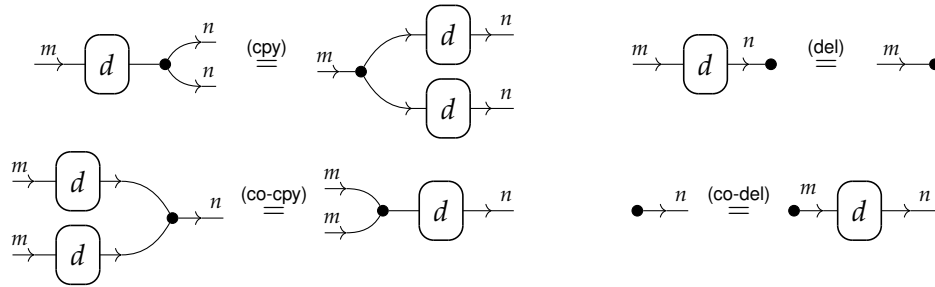 m d n n (cpy) = m d n d n
m d n (del) = m
m d m d n (co-cpy) = m m d n
n (co-del) = m d n